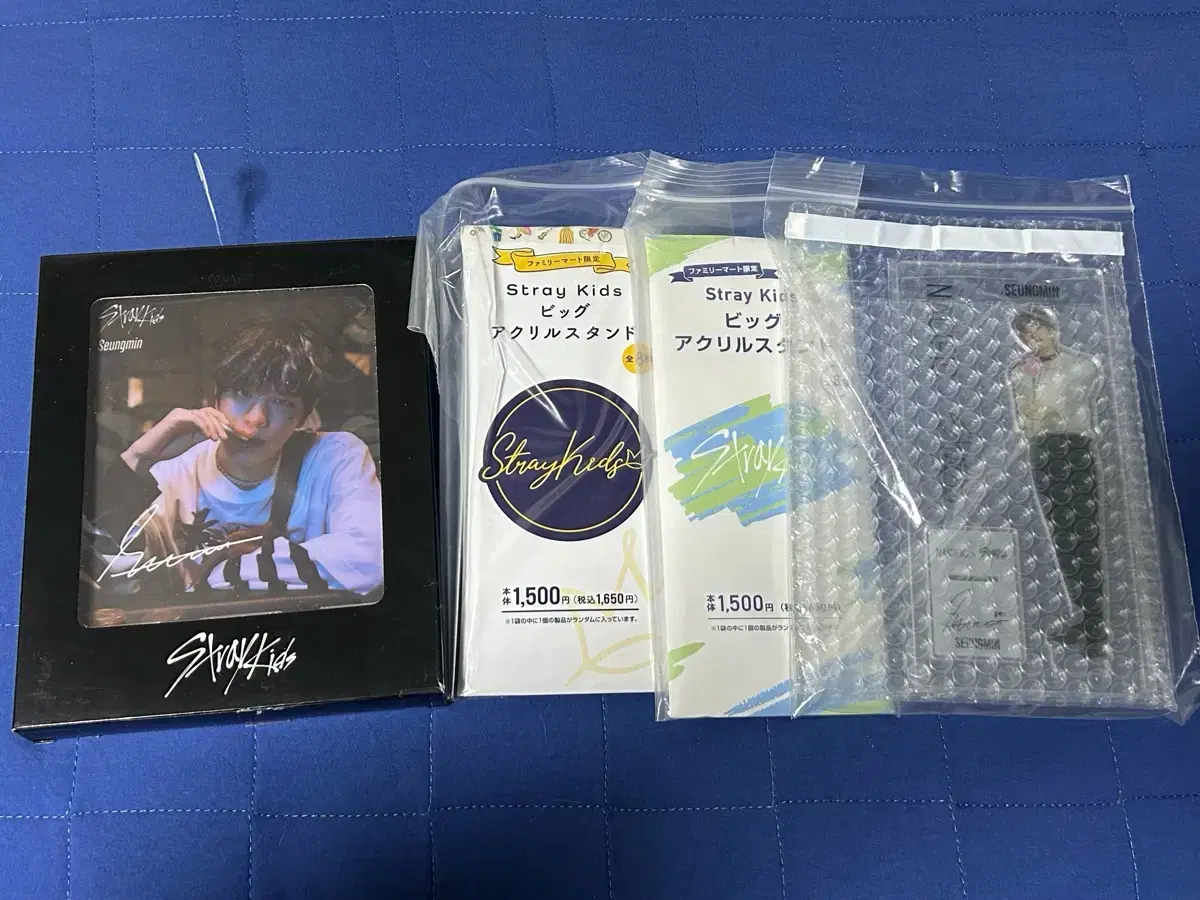 Stray Kids
Seungmin
Stray Kids
ファミリーマート限定
Stray Kids
ビッグ
アクリルスタンド
Stray Kids
本体1,500円(税込1,650円)
※1袋の中に1個の製品がランダムに入っています。
ファミリーマート限定
Stray Kids
ビッグ
アクリルスタンド
Stray
本体1,500円
SEUNGMIN
SEUNGMIN